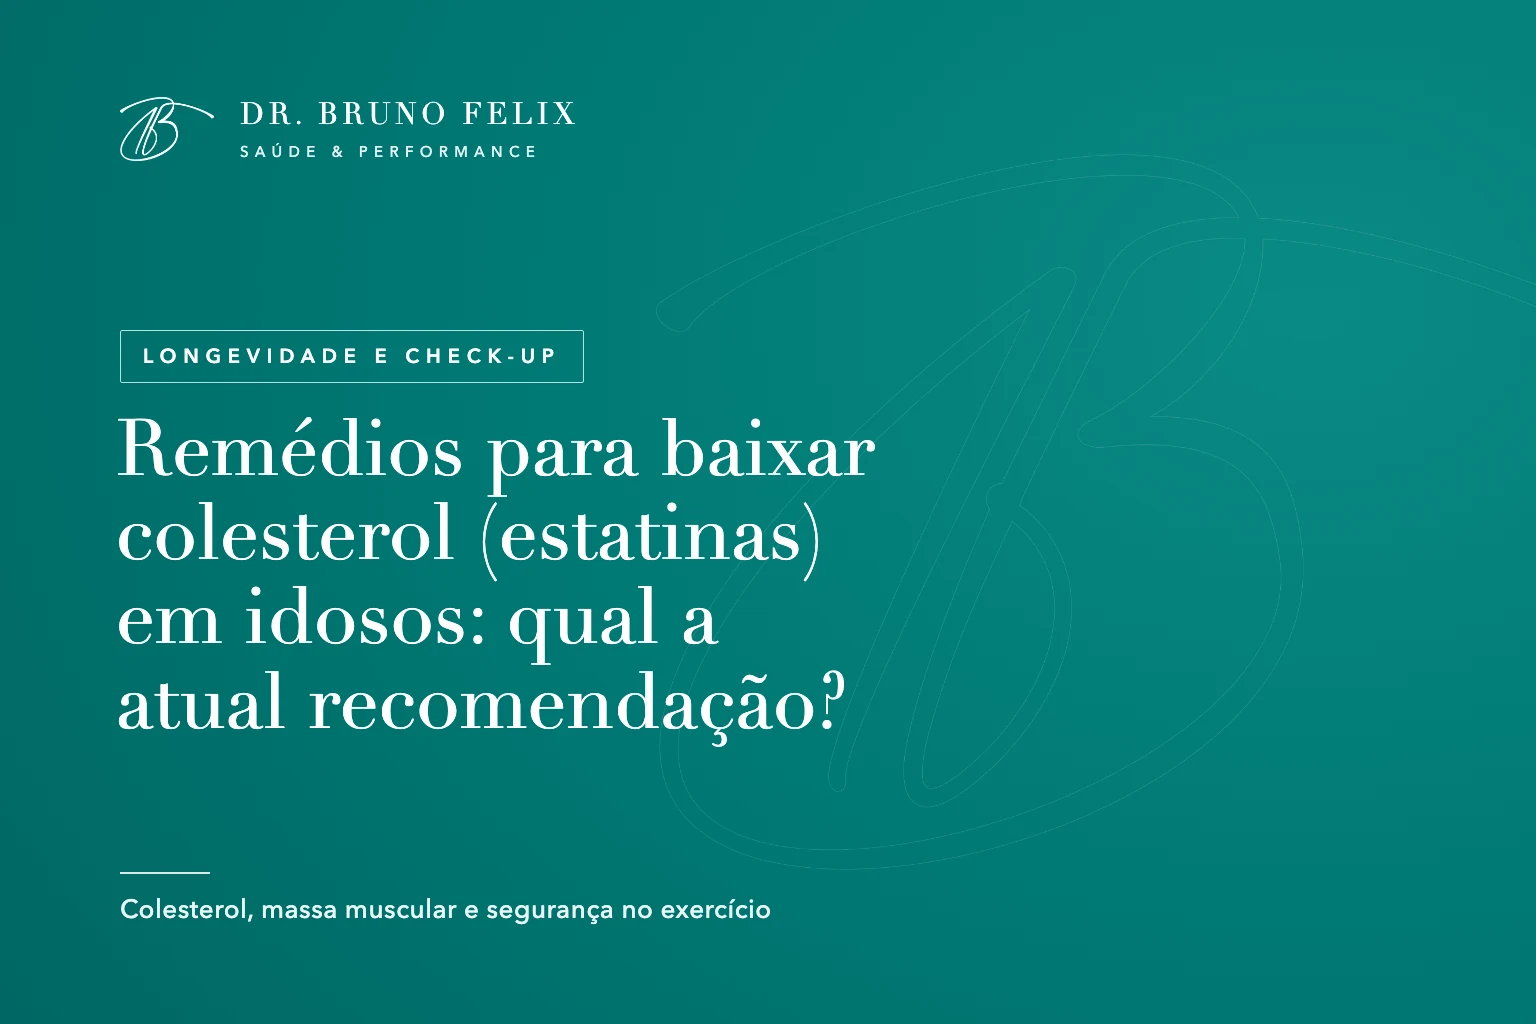 DR. BRUNO FELIX
SAÚDE & PERFORMANCE
LONGEVIDADE E CHECK-UP
Remédios para baixar
colesterol (estatinas)
em idosos: qual a
atual recomendação?
Colesterol, massa muscular e segurança no exercício